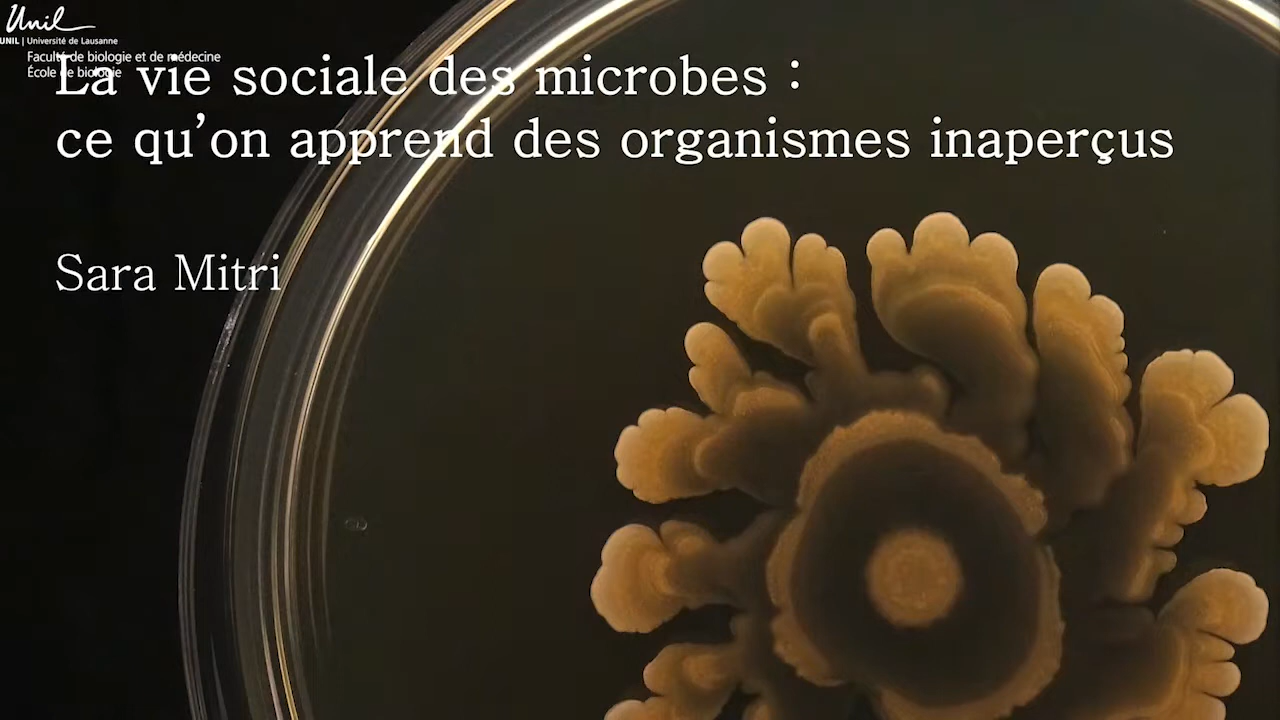 Unil
UNIL | Université de Lausanne
Faculté de biologie et de médecine
École de biologie
La vie sociale des microbes :
ce qu’on apprend des organismes inaperçus
Sara Mitri